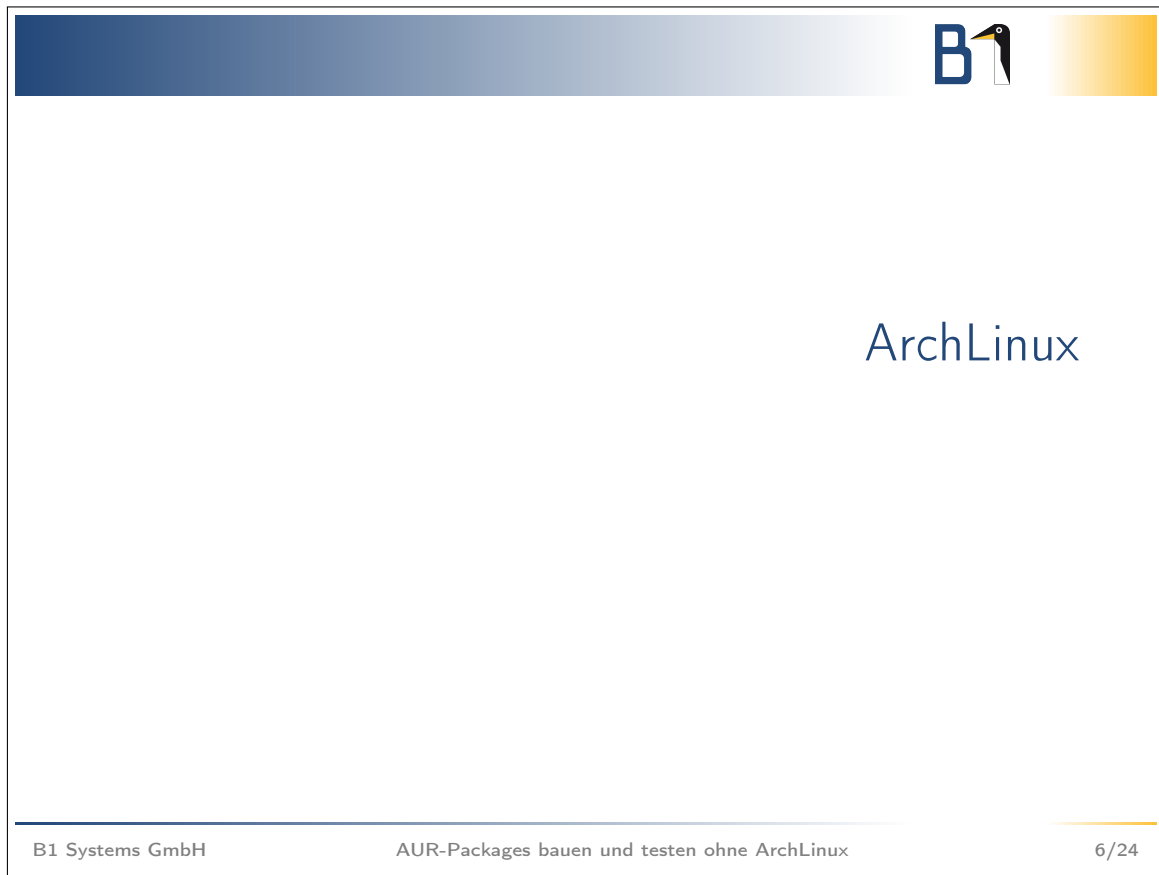 B1
ArchLinux
B1 Systems GmbH
AUR-Packages bauen und testen ohne ArchLinux
6/24